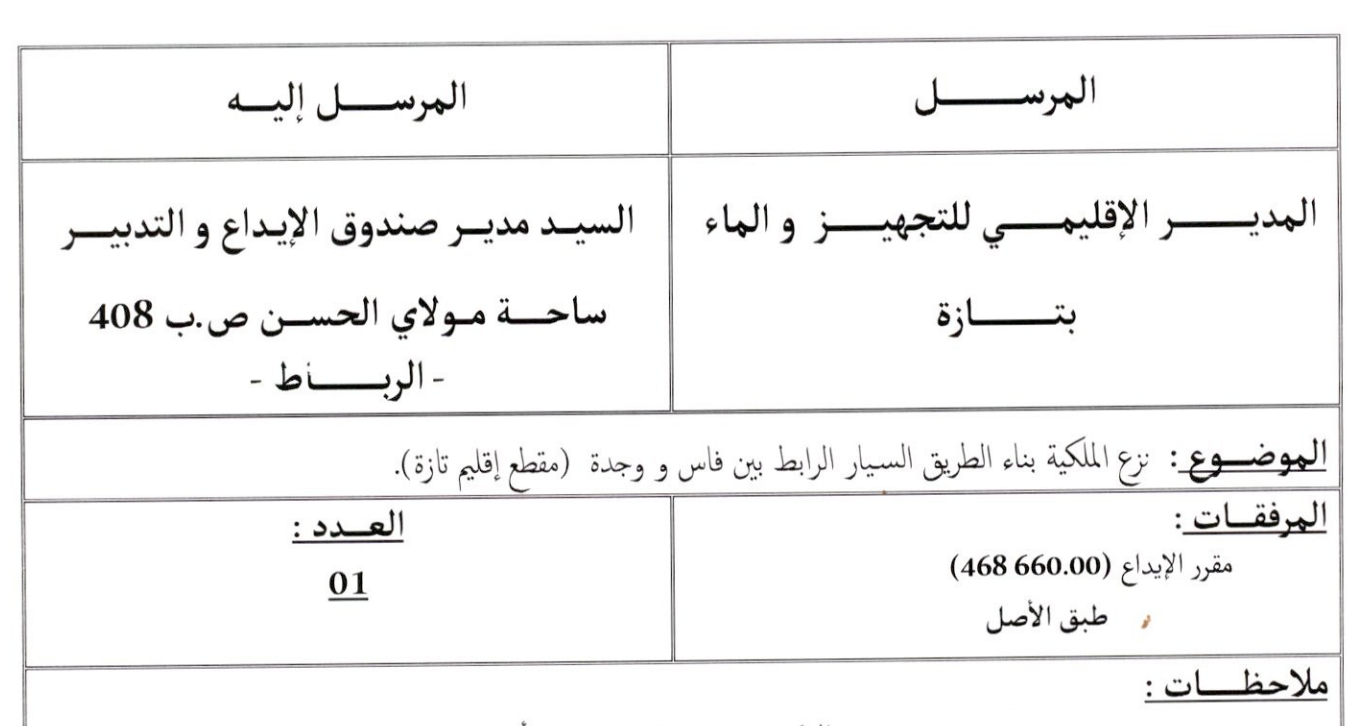 المرسل
المرسل إليه
المدير الإقليمي للتجهيز و الماء
بتازة
السيد مدير صندوق الإيداع و التدبير
ساحة مولاي الحسن ص.ب 408
- الرباط -
الموضوع : نزع الملكية بناء الطريق السيار الرابط بين فاس و وجدة (مقطع إقليم تازة).
المرفقات :
مقرر الإيداع (468 660.00)
طبق الأصل
العدد :
01
ملاحظات :